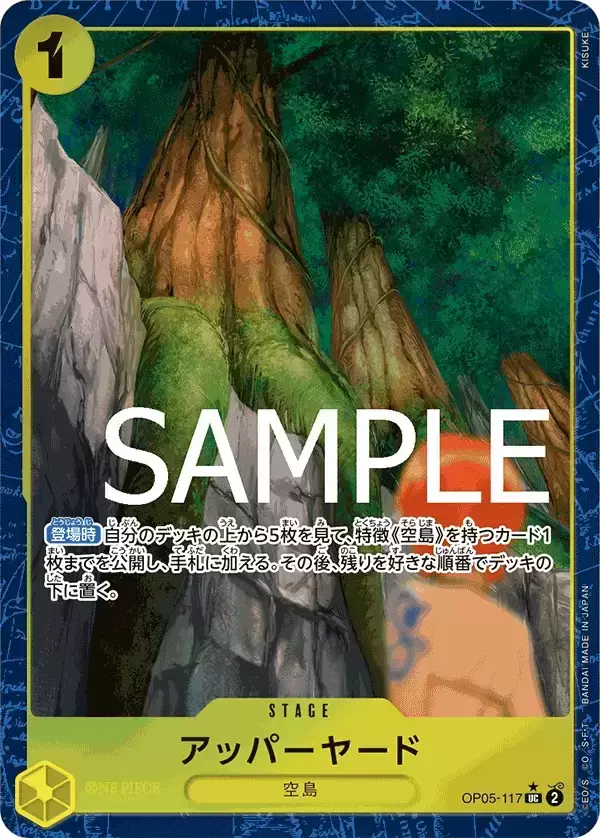 1
KISUKE
SAMPLE
登場時 自分のデッキの上から5枚を見て、特徴《空島》を持つカード1
枚までを公開し、手札に加える。その後、残りを好きな順番でデッキの
下に置く。
©E.O/S., S.,F,T BANDAI MADE IN JAPAN
STAGE
アッパーヤード
ONE PIECE
空島
OP05-117 UC 2